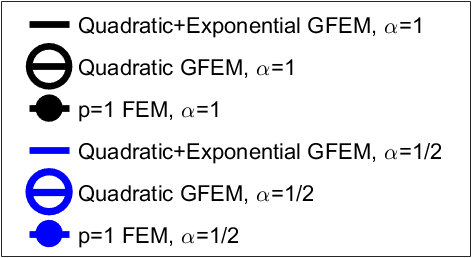 Quadratic+Exponential GFEM, α=1
Quadratic GFEM, α=1
p=1 FEM, α=1
Quadratic+Exponential GFEM, α=1/2
Quadratic GFEM, α=1/2
p=1 FEM, α=1/2